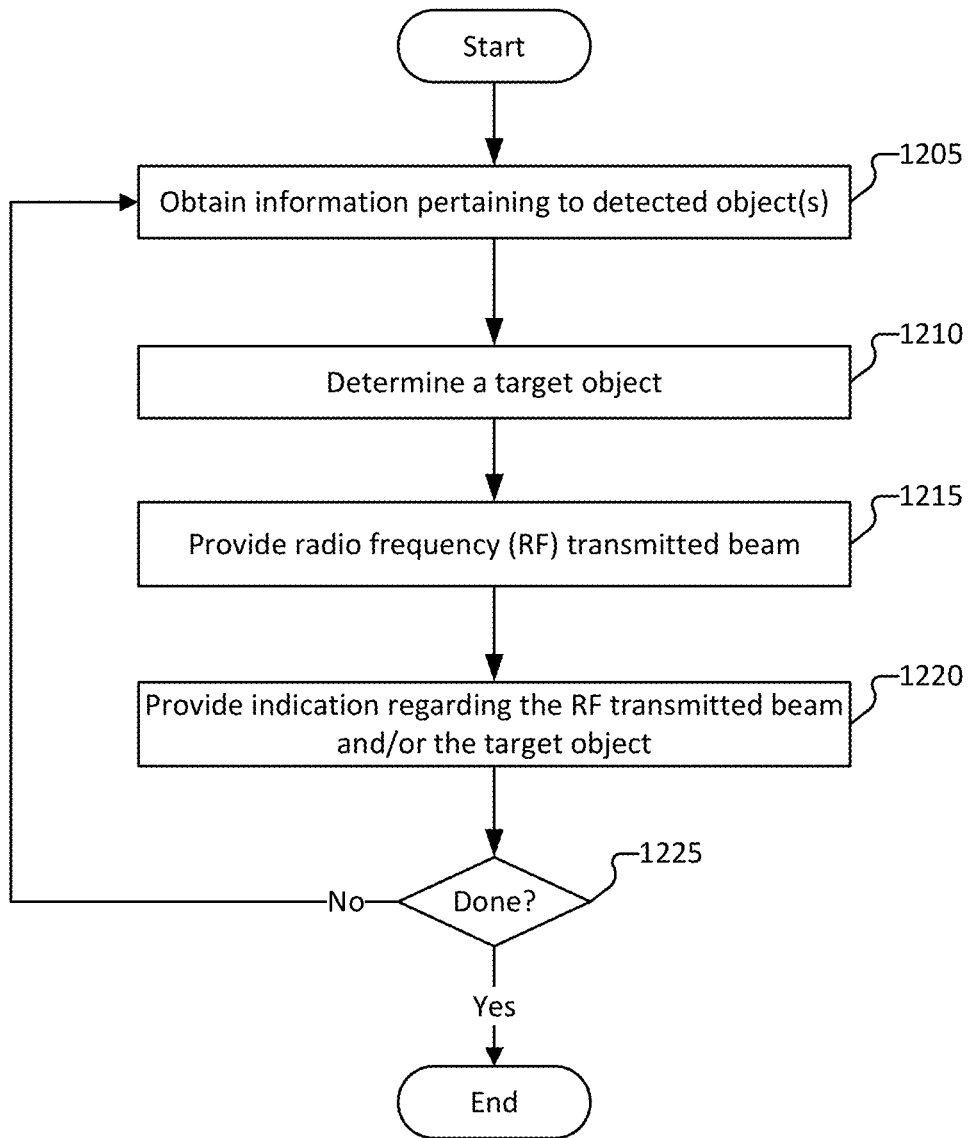 Start
1205
Obtain information pertaining to detected object(s)
1210
Determine a target object
1215
Provide radio frequency (RF) transmitted beam
1220
Provide indication regarding the RF transmitted beam
and/or the target object
1225
Done?
No
Yes
End